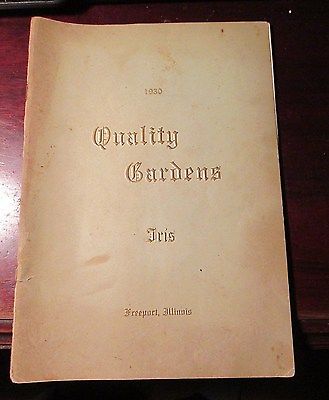 1930
Quality
Gardens
Iris
Freeport, Illinois